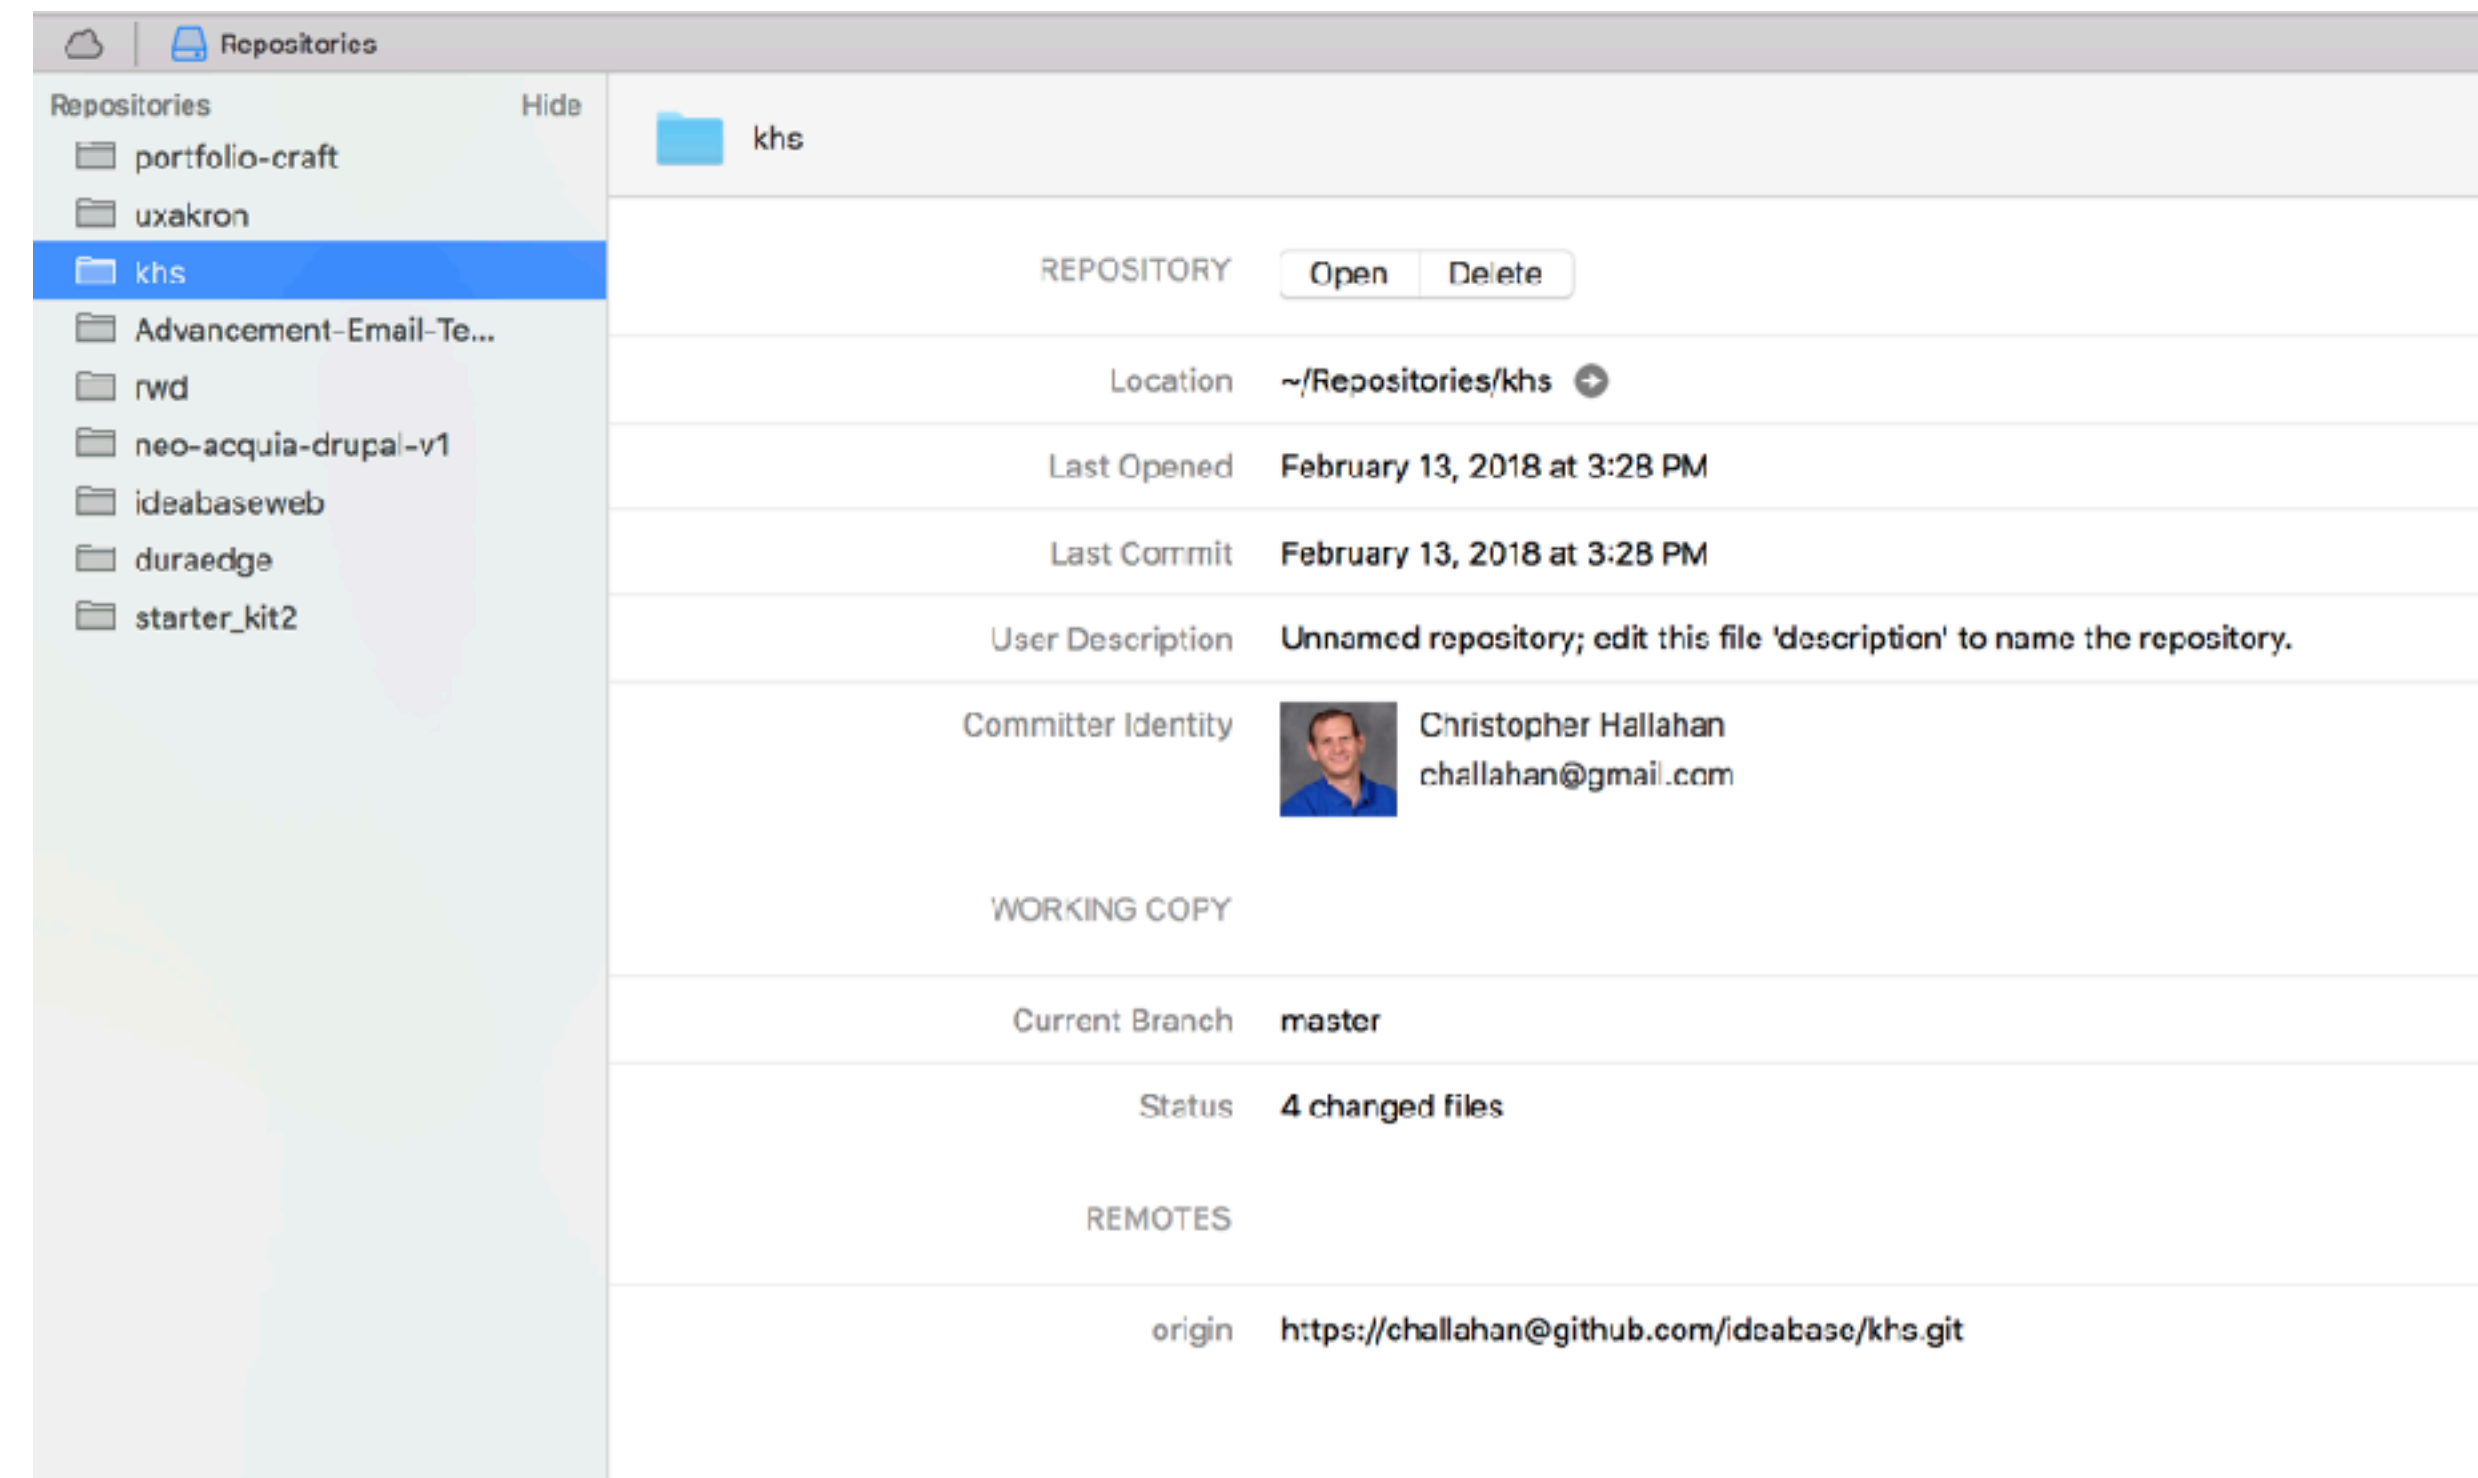 Repositories
Repositories Hide
portfolio-craft
uxakron
khs
Advancement-Email-Te...
rwd
neo-acquia-drupal-v1
ideabaseweb
duraedge
starter_kit2
khs
REPOSITORY Open Delete
Location ~/Repositories/khs
Last Opened February 13, 2018 at 3:28 PM
Last Commit February 13, 2018 at 3:28 PM
User Description Unnamed repository; edit this file 'description' to name the repository.
Committer Identity Christopher Hallahan
challahan@gmail.com
WORKING COPY
Current Branch master
Status 4 changed files
REMOTES
origin https://challahan@github.com/ideabase/khs.git